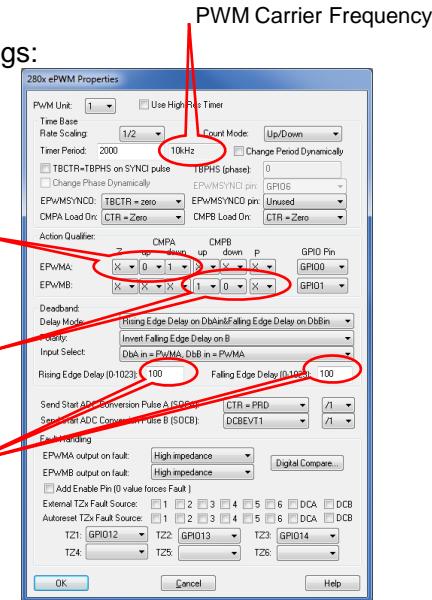 PWM Carrier Frequency
gs:
280x ePWM Properties
PWM Unit: 1 Use High Res Timer
Time Base
Rate Scaling: 1/2 Count Mode: Up/Down
Timer Period: 2000 10kHz Change Period Dynamically
TBCTR=TBPHS on SYNCI pulse TBPHS (phase): 0
Change Phase Dynamically EPWMSYNCI pin: GPIO6
EPWMSYNCO: TBCTR = zero EPWMSYNCO pin: Unused
CMPA Load On: CTR = Zero CMPB Load On: CTR = Zero
Action Qualifier: CMPA CMPB
Z up down up down P GPIO Pin
EPWMA: X 0 1 X X X GPIO0
EPWMB: X X X 1 0 X GPIO1
Deadband:
Delay Mode: Rising Edge Delay on DbAin&Falling Edge Delay on DbBin
Polarity: Invert Falling Edge Delay on B
Input Select: DbA in = PWMA, DbB in = PWMA
Rising Edge Delay (0-1023): 100 Falling Edge Delay (0-1023): 100
Send Start ADC Conversion Pulse A (SOCA): CTR = PRD /1
Send Start ADC Conversion Pulse B (SOCB): DCBEVT1 /1
Fault Handling
EPWMA output on fault: High impedance
Digital Compare...
EPWMB output on fault: High impedance
Add Enable Pin (0 value forces Fault )
External TZx Fault Source: 1 2 3 4 5 6 DCA DCB
Autoreset TZx Fault Source: 1 2 3 4 5 6 DCA DCB
TZ1: GPIO12 TZ2: GPIO13 TZ3: GPIO14
TZ4: TZ5: TZ6:
OK Cancel Help